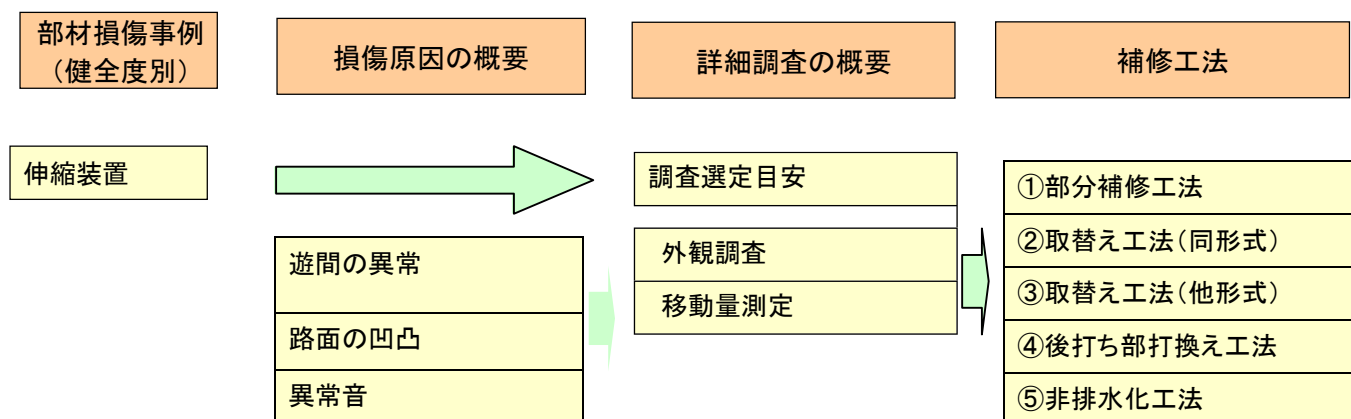 部材損傷事例
(健全度別)
損傷原因の概要
詳細調査の概要
補修工法
伸縮装置
遊間の異常
路面の凹凸
異常音
調査選定目安
外観調査
移動量測定
①部分補修工法
②取替え工法(同形式)
③取替え工法(他形式)
④後打ち部打換え工法
⑤非排水化工法